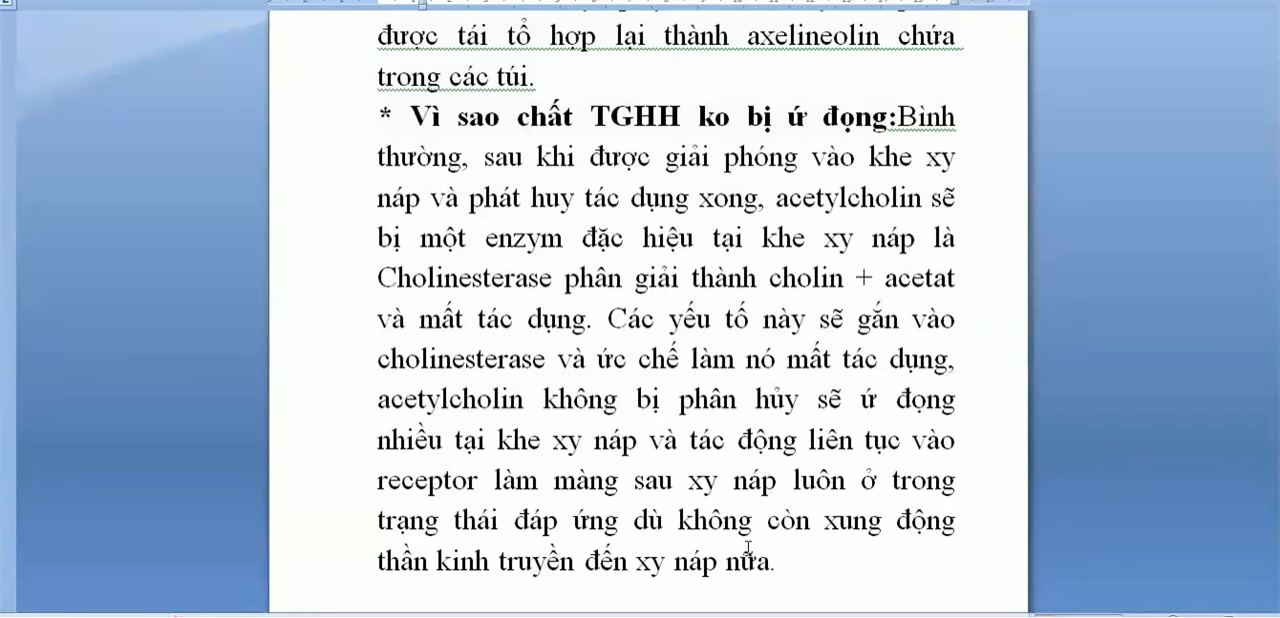 được tái tổ hợp lại thành axelineolin chứa
trong các túi.
* Vì sao chất TGHH ko bị ứ đọng:Bình
thường, sau khi được giải phóng vào khe xy
náp và phát huy tác dụng xong, acetylcholin sẽ
bị một enzym đặc hiệu tại khe xy náp là
Cholinesterase phân giải thành cholin + acetat
và mất tác dụng. Các yếu tố này sẽ gắn vào
cholinesterase và ức chế làm nó mất tác dụng,
acetylcholin không bị phân hủy sẽ ứ đọng
nhiều tại khe xy náp và tác động liên tục vào
receptor làm màng sau xy náp luôn ở trong
trạng thái đáp ứng dù không còn xung động
thần kinh truyền đến xy náp nữa.